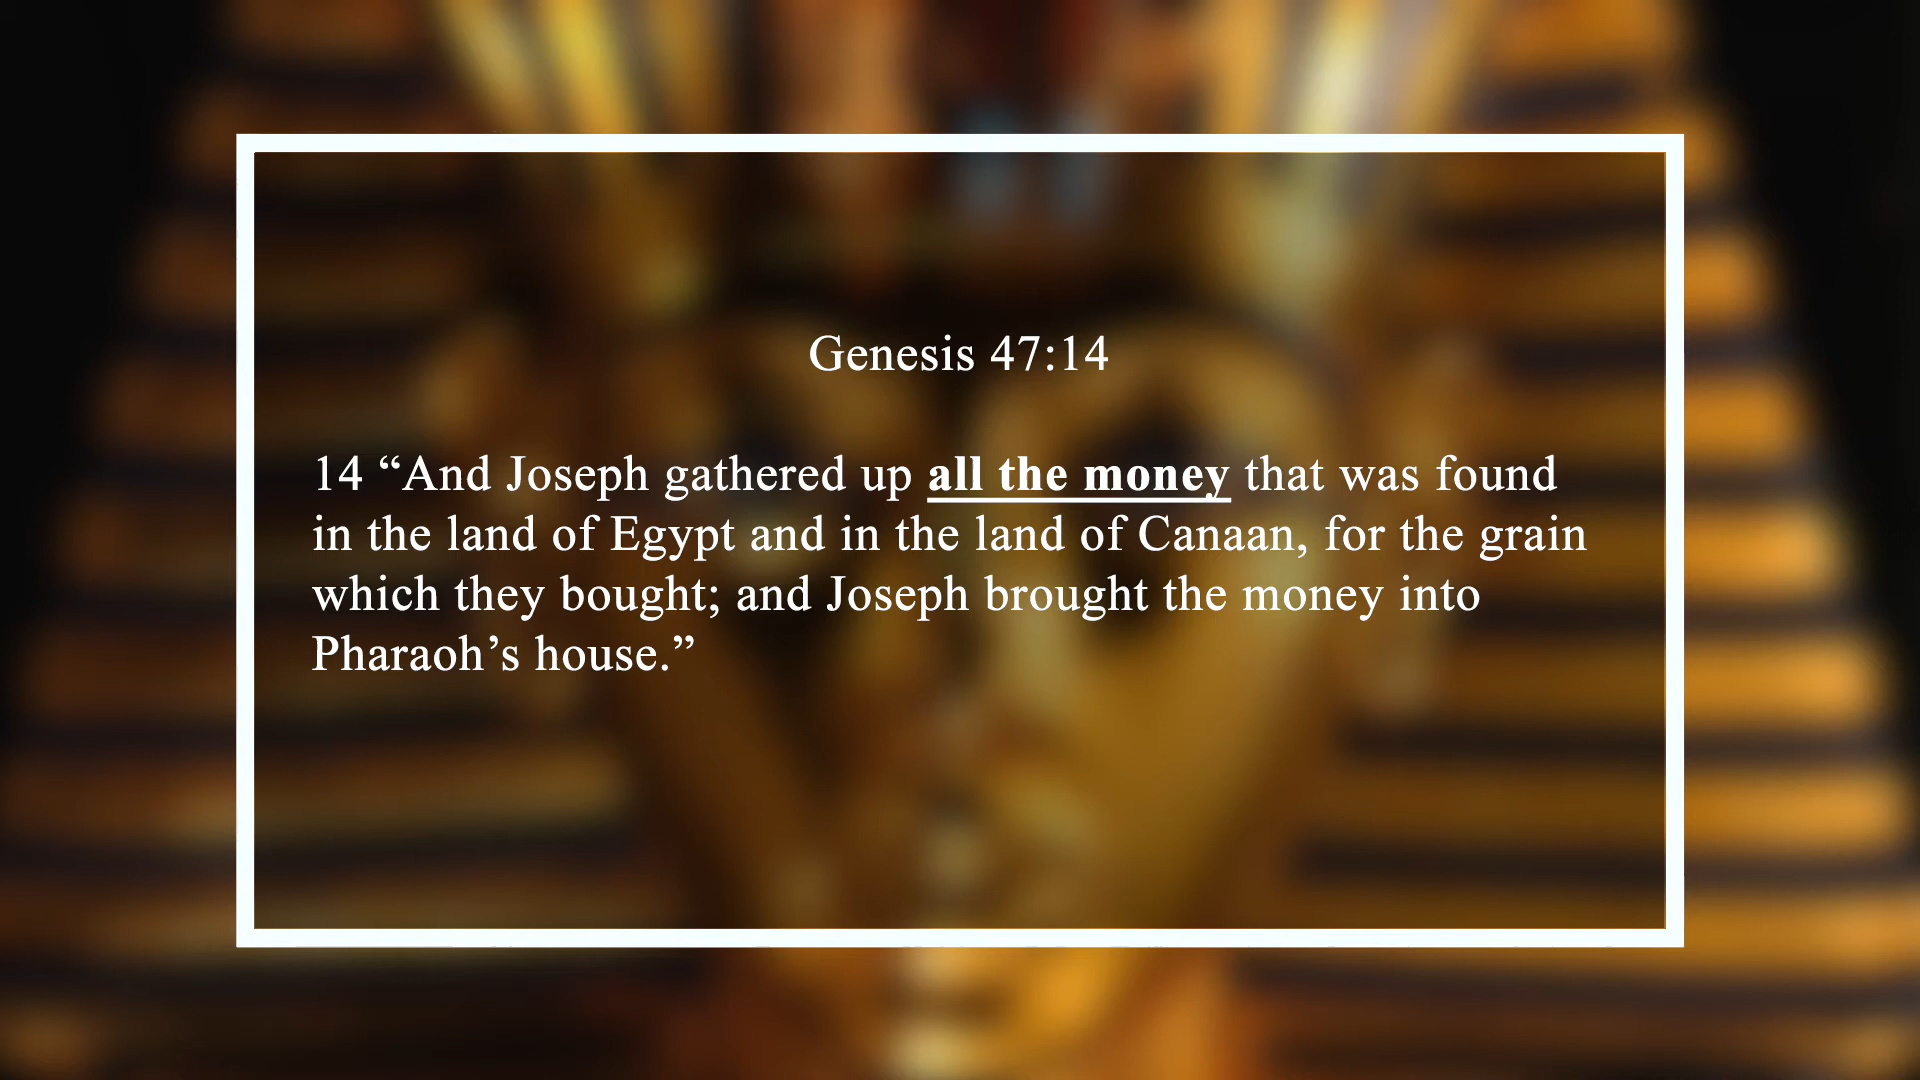 Genesis 47:14
14 “And Joseph gathered up all the money that was found
in the land of Egypt and in the land of Canaan, for the grain
which they bought; and Joseph brought the money into
Pharaoh’s house.”